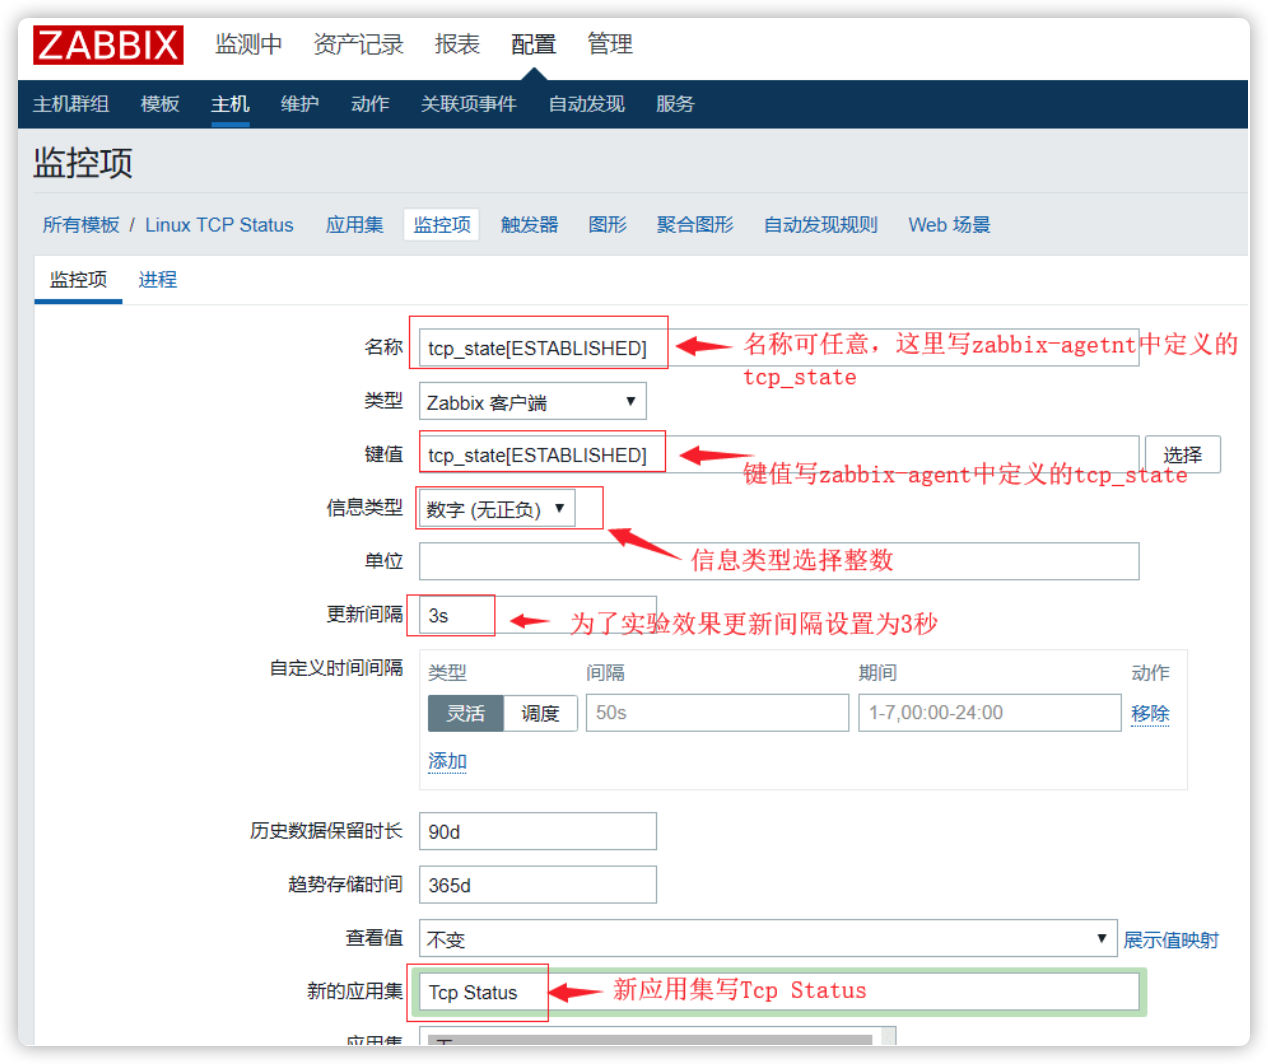 ZABBIX 监测中 资产记录 报表 配置 管理
主机群组 模板 主机 维护 动作 关联项事件 自动发现 服务
监控项
所有模板 / Linux TCP Status 应用集 监控项 触发器 图形 聚合图形 自动发现规则 Web 场景
监控项 进程
名称 tcp_state[ESTABLISHED] 名称可任意，这里写zabbix-agetnt中定义的
tcp_state
类型 Zabbix 客户端
键值 tcp_state[ESTABLISHED] 选择
键值写zabbix-agent中定义的tcp_state
信息类型 数字 (无正负)
信息类型选择整数
单位
更新间隔 3s 为了实验效果更新间隔设置为3秒
自定义时间间隔 类型 间隔 期间 动作
灵活 调度 50s 1-7,00:00-24:00 移除
添加
历史数据保留时长 90d
趋势存储时间 365d
查看值 不变 展示值映射
新的应用集 Tcp Status 新应用集写Tcp Status
应用集